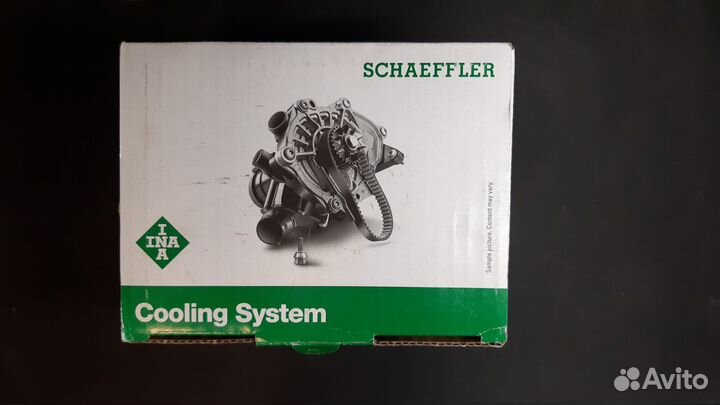 SCHAEFFLER
I
INA
A
Sample picture. Content may vary.
Cooling System
Avito